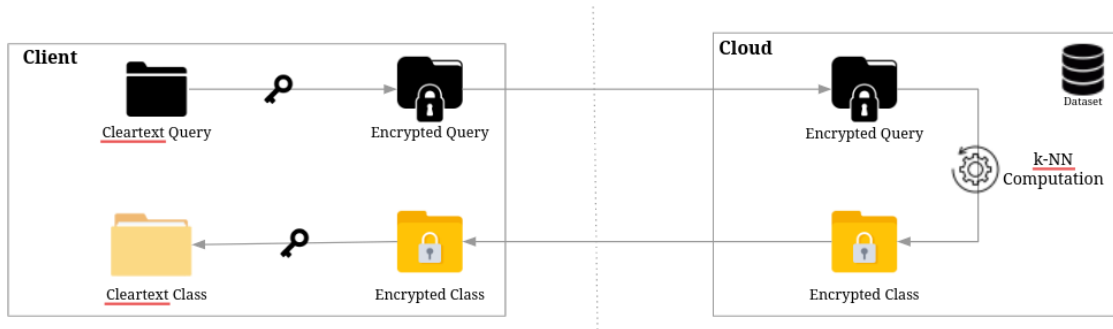 Client
Cleartext Query
Encrypted Query
Cloud
Encrypted Query
Dataset
k-NN
Computation
Cleartext Class
Encrypted Class
Encrypted Class